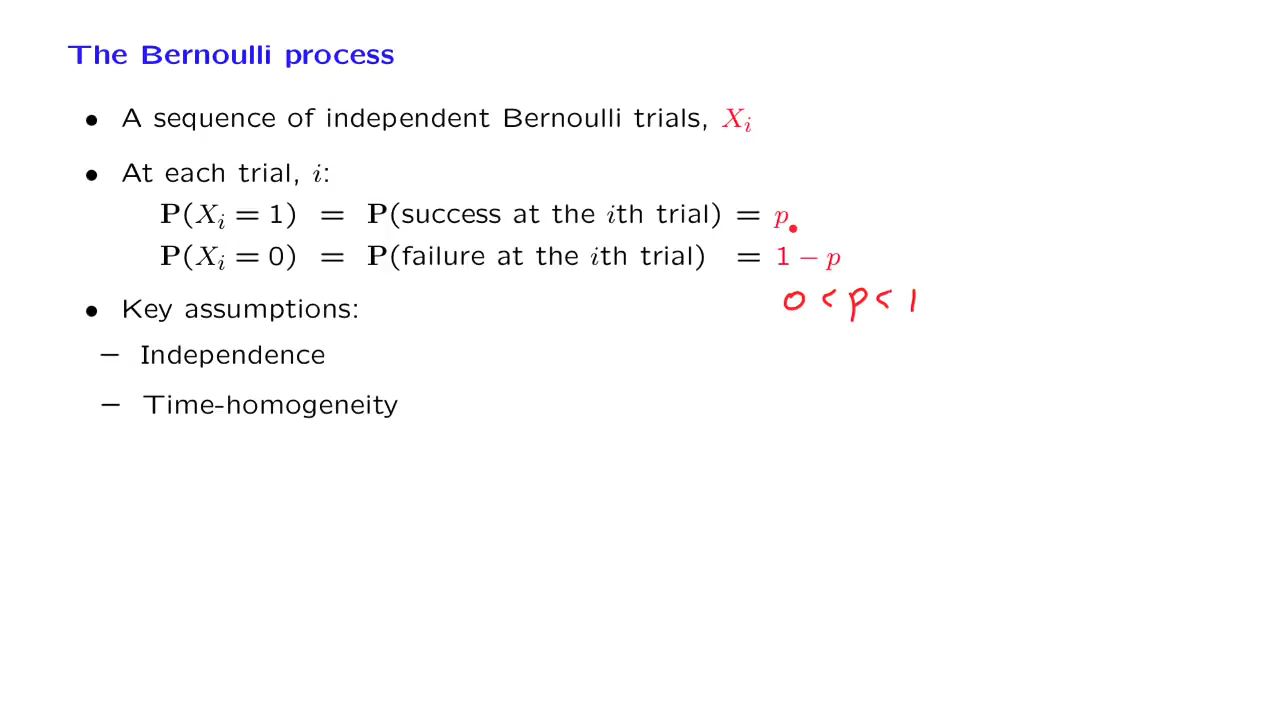 The Bernoulli process
• A sequence of independent Bernoulli trials, Xᵢ
• At each trial, i:
P(Xᵢ = 1) = P(success at the ith trial) = p
P(Xᵢ = 0) = P(failure at the ith trial) = 1 − p
0 < p < 1
• Key assumptions:
– Independence
– Time-homogeneity